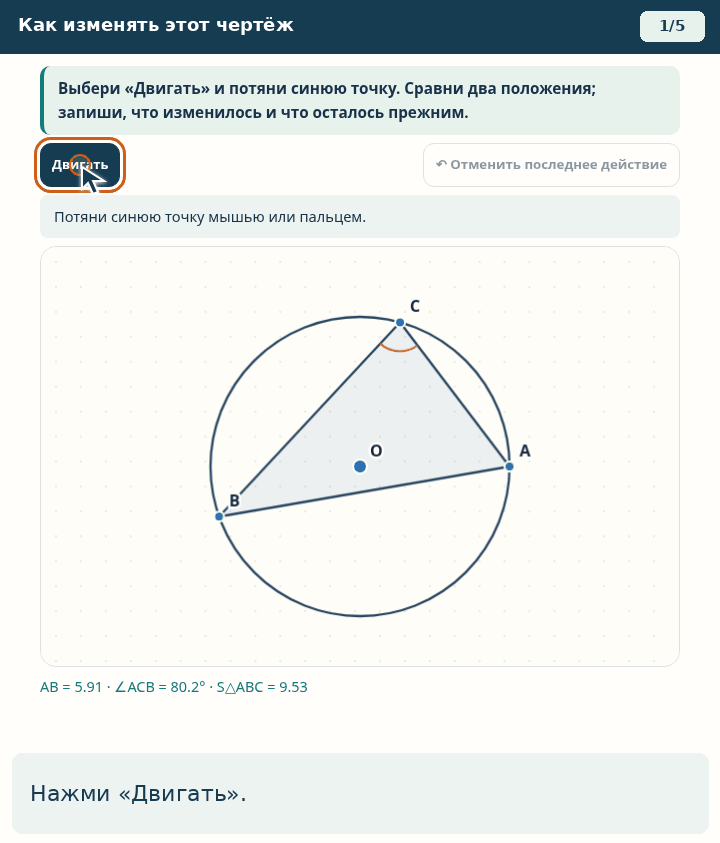 Как изменять этот чертёж
1/5
Выбери «Двигать» и потяни синюю точку. Сравни два положения;
запиши, что изменилось и что осталось прежним.
Двигать
↶ Отменить последнее действие
Потяни синюю точку мышью или пальцем.
C
O
A
B
AB = 5.91 · ∠ACB = 80.2° · S△ABC = 9.53
Нажми «Двигать».